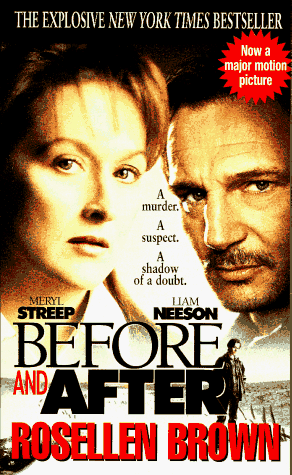 THE EXPLOSIVE NEW YORK TIMES BESTSELLER
Now a
major motion
picture
A
murder.
A
suspect.
A
shadow
of a doubt.
MERYL
STREEP
LIAM
NEESON
BEFORE
AND AFTER
ROSELLEN BROWN